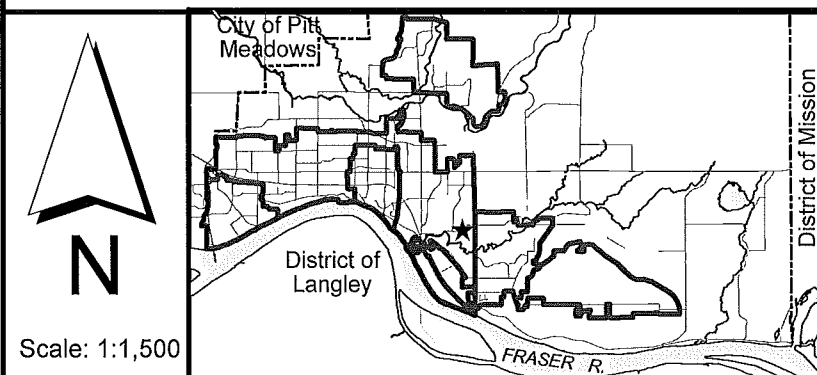 City of Pitt
Meadows
District of Mission
District of
Langley
N
Scale: 1:1,500
FRASER R.